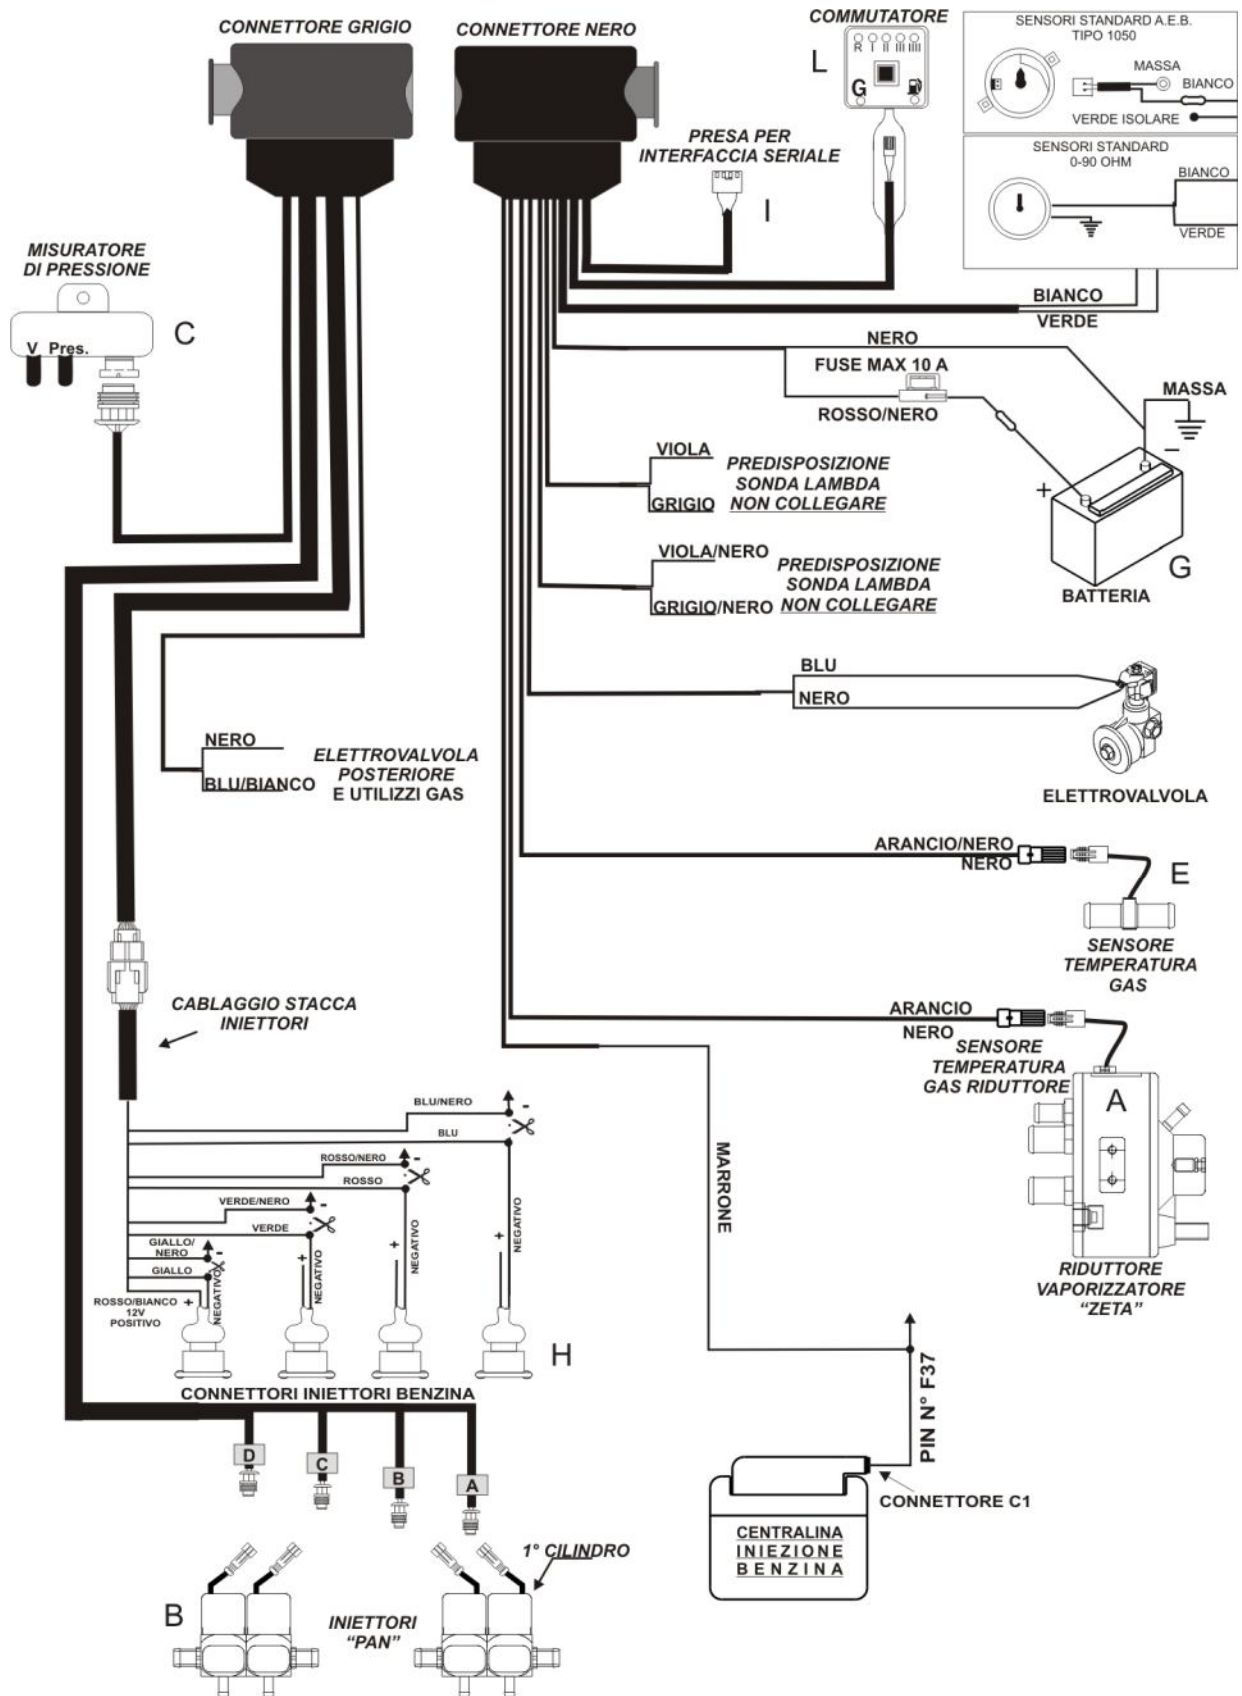 CONNETTORE GRIGIO
CONNETTORE NERO
COMMUTATORE
R I II III IIII
G
L
SENSORI STANDARD A.E.B.
TIPO 1050
MASSA
BIANCO
VERDE ISOLARE
SENSORI STANDARD
0-90 OHM
BIANCO
VERDE
PRESA PER
INTERFACCIA SERIALE
I
MISURATORE
DI PRESSIONE
V Pres.
C
BIANCO
VERDE
NERO
FUSE MAX 10 A
ROSSO/NERO
MASSA
-
+
G
BATTERIA
VIOLA
GRIGIO
PREDISPOSIZIONE
SONDA LAMBDA
NON COLLEGARE
VIOLA/NERO
GRIGIO/NERO
PREDISPOSIZIONE
SONDA LAMBDA
NON COLLEGARE
BLU
NERO
ELETTROVALVOLA
NERO
BLU/BIANCO
ELETTROVALVOLA
POSTERIORE
E UTILIZZI GAS
ARANCIO/NERO
NERO
E
SENSORE
TEMPERATURA
GAS
CABLAGGIO STACCA
INIETTORI
ARANCIO
NERO
SENSORE
TEMPERATURA
GAS RIDUTTORE
A
RIDUTTORE
VAPORIZZATORE
“ZETA”
BLU/NERO
-
BLU
ROSSO/NERO
-
ROSSO
VERDE/NERO
-
VERDE
GIALLO/
NERO
-
GIALLO
ROSSO/BIANCO
12V
POSITIVO
+
NEGATIVO
+
NEGATIVO
+
NEGATIVO
+
NEGATIVO
H
MARRONE
PIN N° F37
CONNETTORI INIETTORI BENZINA
D
C
B
A
CONNETTORE C1
CENTRALINA
INIEZIONE
BENZINA
1° CILINDRO
B
INIETTORI
“PAN”